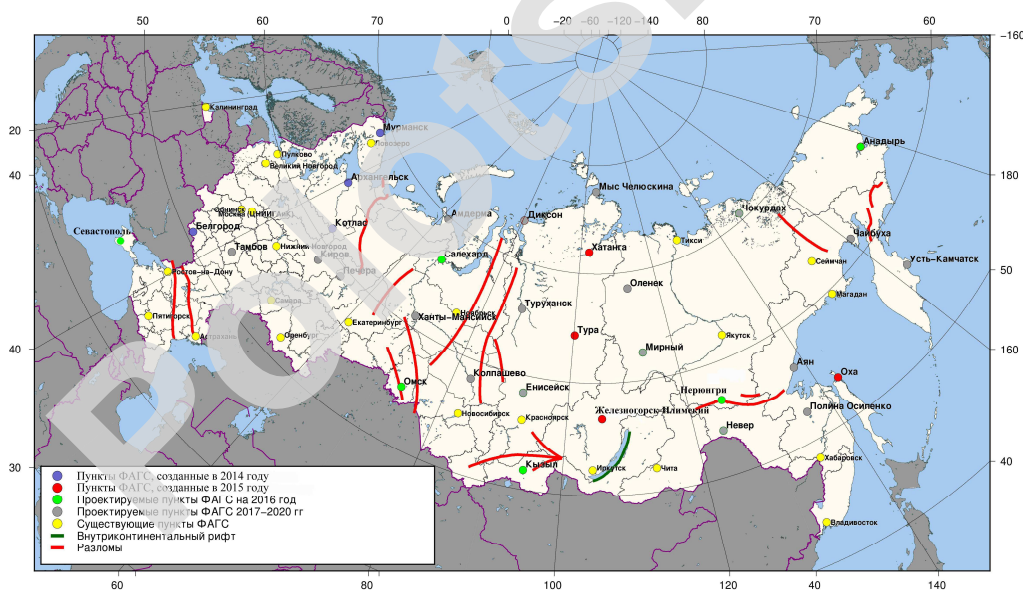 50 60 70 0 -20 -60 -120 -140 80 70 60
-160
20
40
40
30
180
50
160
40
60 80 100 120 40 140
Калининград
Мурманск
Ловозеро
Пулково
Великий Новгород
Архангельск
Анадырь
Мыс Челюскина
Москва (ЦНИИГАиК)
Амдерма
Диксон
Чокурдах
Севастополь
Белгород
Котлас
Чайбуха
Тамбов
Нижний Новгород
Хатанга
Тикси
Киров
Салехард
Сеймчан
Усть-Камчатск
Ростов-на-Дону
Печора
Оленек
Магадан
Самара
Пятигорск
Туруханск
Ноябрьск
Ханты-Мансийск
Екатеринбург
Астрахань
Оренбург
Тура
Якутск
Мирный
Аян
Оха
Колпашево
Омск
Енисейск
Нерюнгри
Новосибирск
Красноярск
Железногорск-Илимский
Полина Осипенко
Невер
Кызыл
Иркутск
Чита
Хабаровск
Владивосток
Пункты ФАГС, созданные в 2014 году
Пункты ФАГС, созданные в 2015 году
Проектируемые пункты ФАГС на 2016 год
Проектируемые пункты ФАГС 2017-2020 гг
Существующие пункты ФАГС
Внутриконтинентальный рифт
Разломы